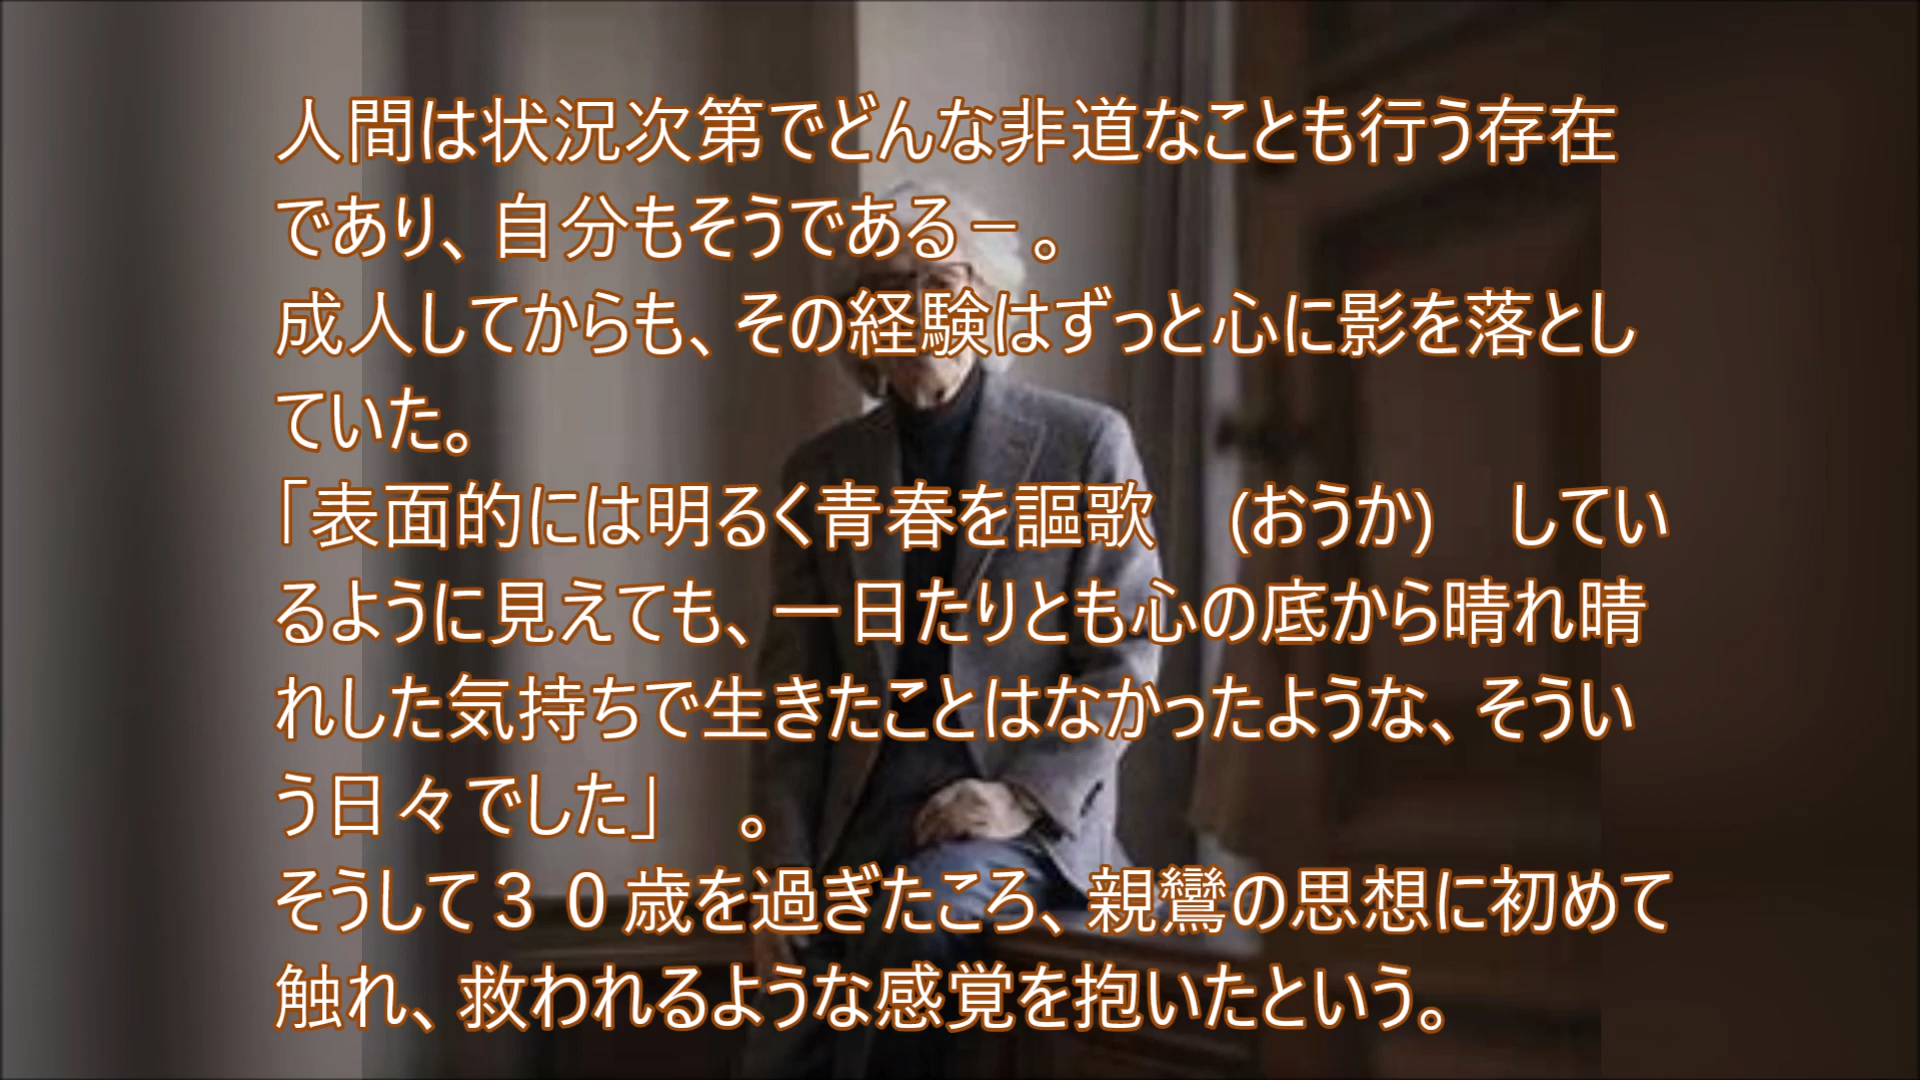 人間は状況次第でどんな非道なことも行う存在
であり、自分もそうである－。
成人してからも、その経験はずっと心に影を落とし
ていた。
「表面的には明るく青春を謳歌　(おうか)　してい
るように見えても、一日たりとも心の底から晴れ晴
れした気持ちで生きたことはなかったような、そうい
う日々でした」　。
そうして３０歳を過ぎたころ、親鸞の思想に初めて
触れ、救われるような感覚を抱いたという。